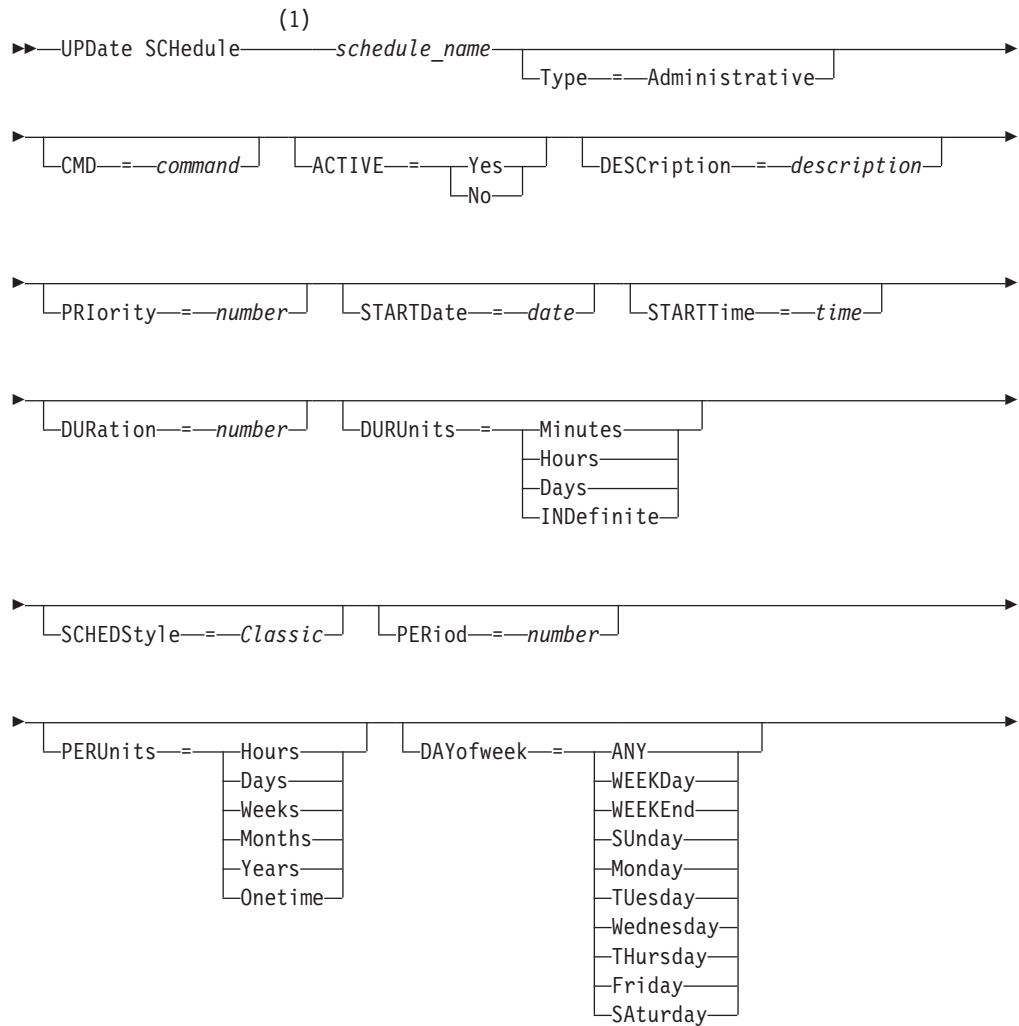 (1)
UPDate SCHedule schedule_name
Type = Administrative
CMD = command ACTIVE = Yes DESCription = description
No
PRIority = number STARTDate = date STARTTime = time
DURation = number DURUnits = Minutes
Hours
Days
INDefinite
SCHEDStyle = Classic PERiod = number
PERUnits = Hours DAYofweek = ANY
Days WEEKDay
Weeks WEEKEnd
Months SUnday
Years Monday
Onetime TUesday
Wednesday
THursday
Friday
SAturday